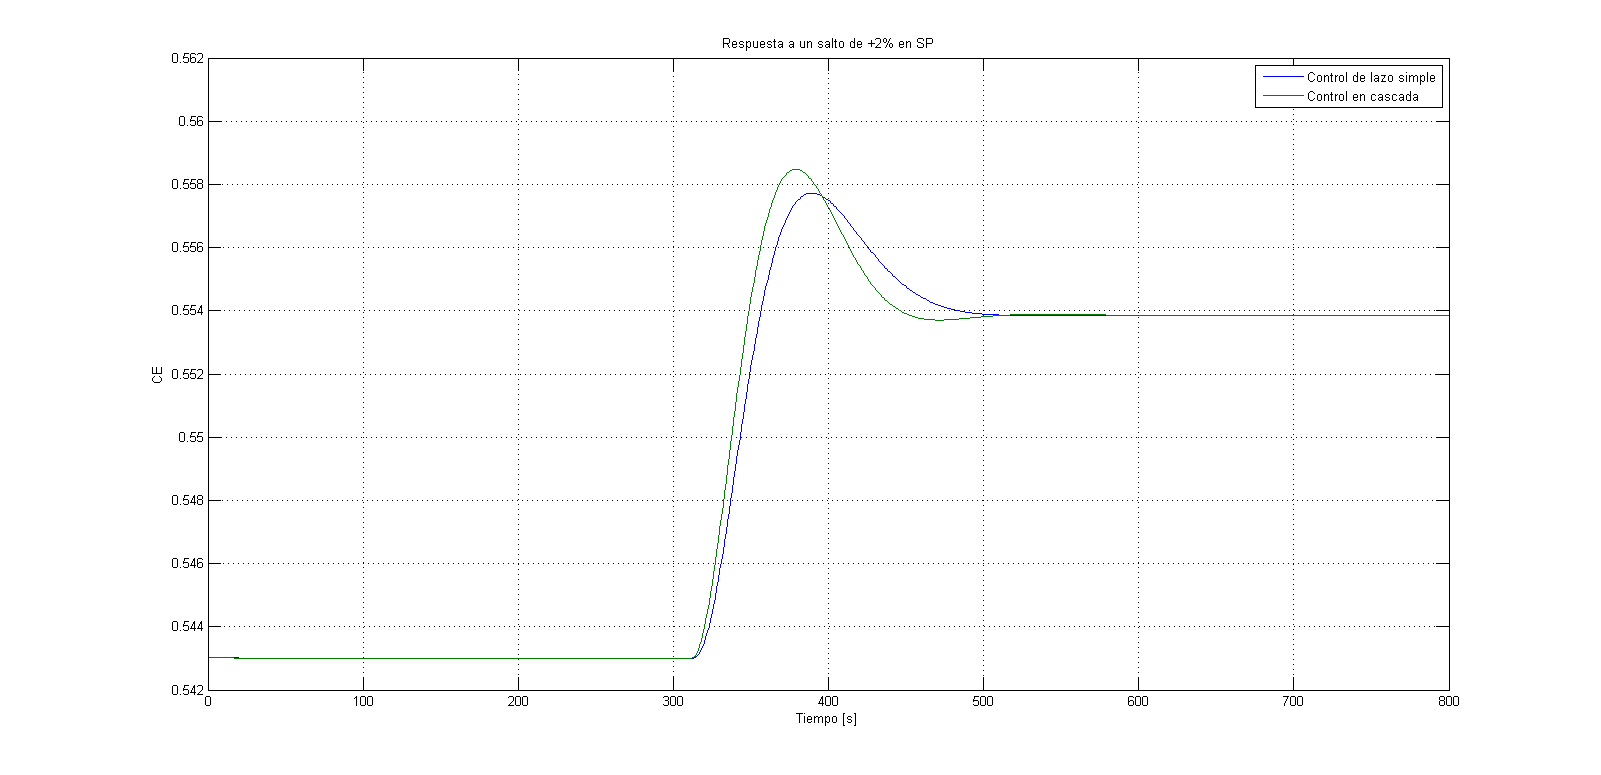 Respuesta a un salto de +2% en SP
Control de lazo simple
Control en cascada
0.562
0.56
0.558
0.556
0.554
0.552
0.55
0.548
0.546
0.544
0.542
CE
0 100 200 300 400 500 600 700 800
Tiempo [s]